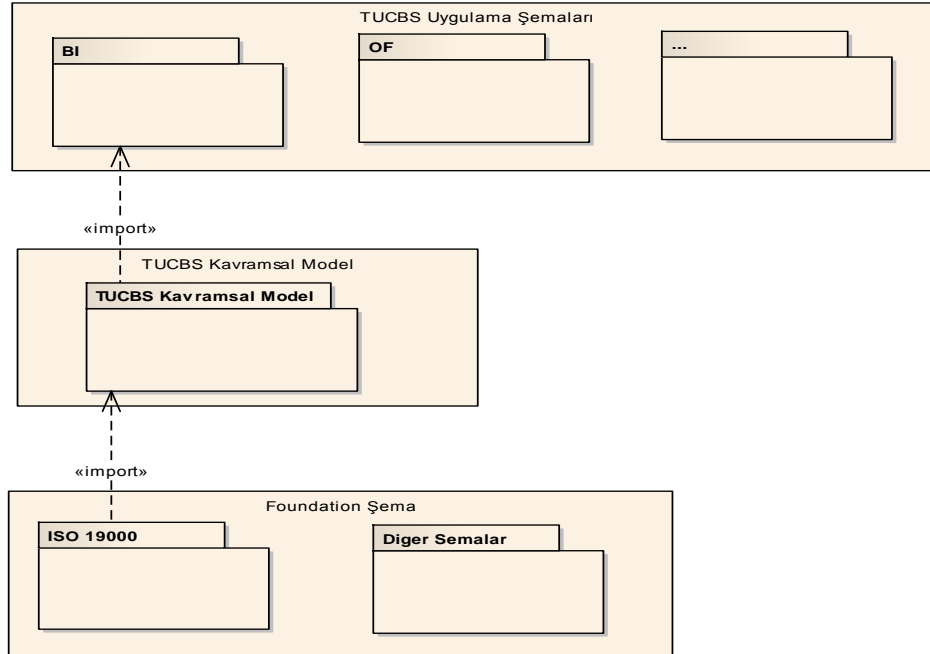 TUCBS Uygulama Şemaları
BI
OF
...
«import»
TUCBS Kavramsal Model
TUCBS Kavramsal Model
«import»
Foundation Şema
ISO 19000
Diger Semalar